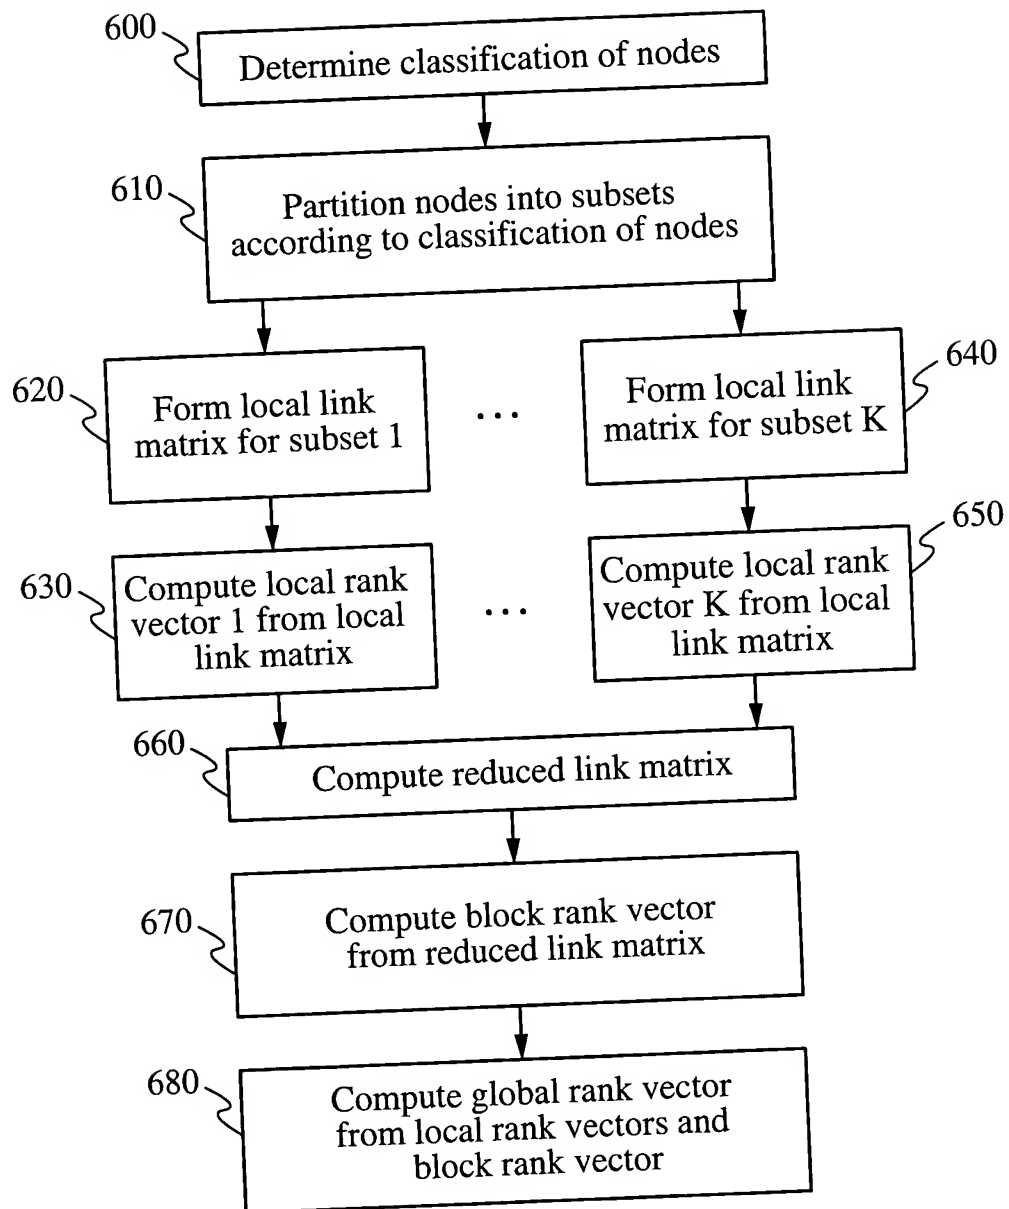 600
Determine classification of nodes
610
Partition nodes into subsets
according to classification of nodes
620
Form local link
matrix for subset 1
...
Form local link
matrix for subset K
640
630
Compute local rank
vector 1 from local
link matrix
...
Compute local rank
vector K from local
link matrix
650
660
Compute reduced link matrix
670
Compute block rank vector
from reduced link matrix
680
Compute global rank vector
from local rank vectors and
block rank vector